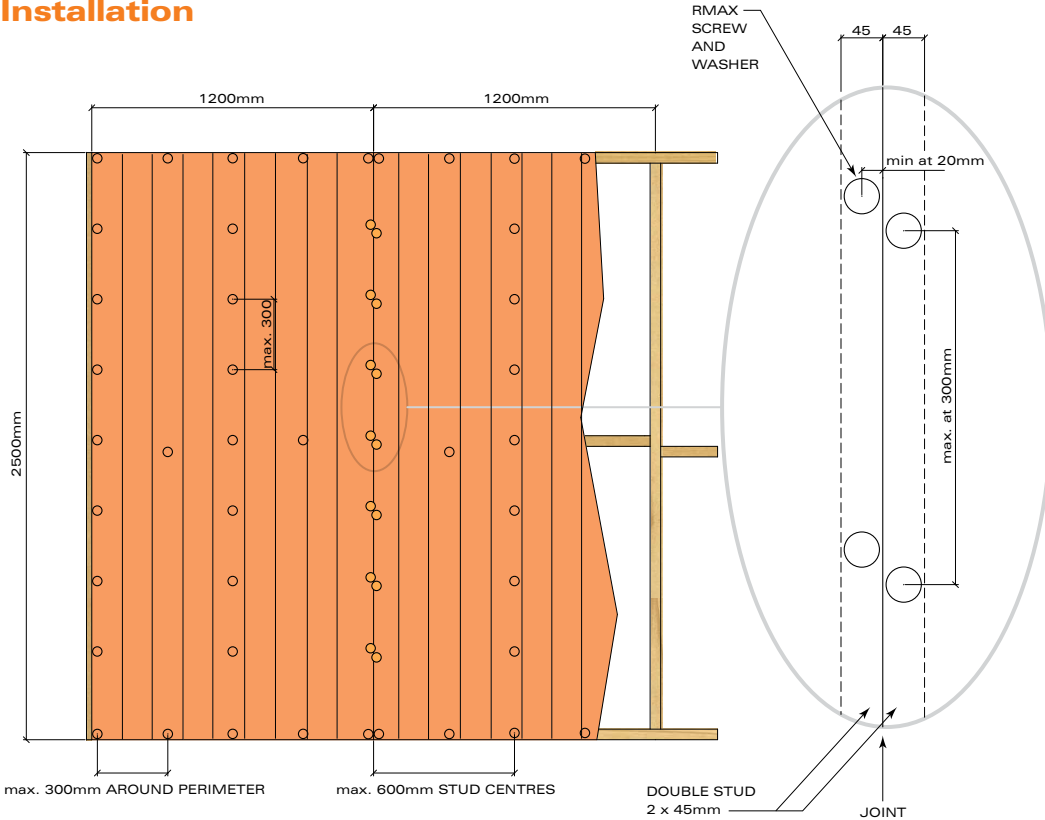 Installation
RMAX
SCREW
AND
WASHER
45
45
1200mm
1200mm
min at 20mm
max. 300
2500mm
max. at 300mm
max. 300mm AROUND PERIMETER
max. 600mm STUD CENTRES
DOUBLE STUD
2 x 45mm
JOINT